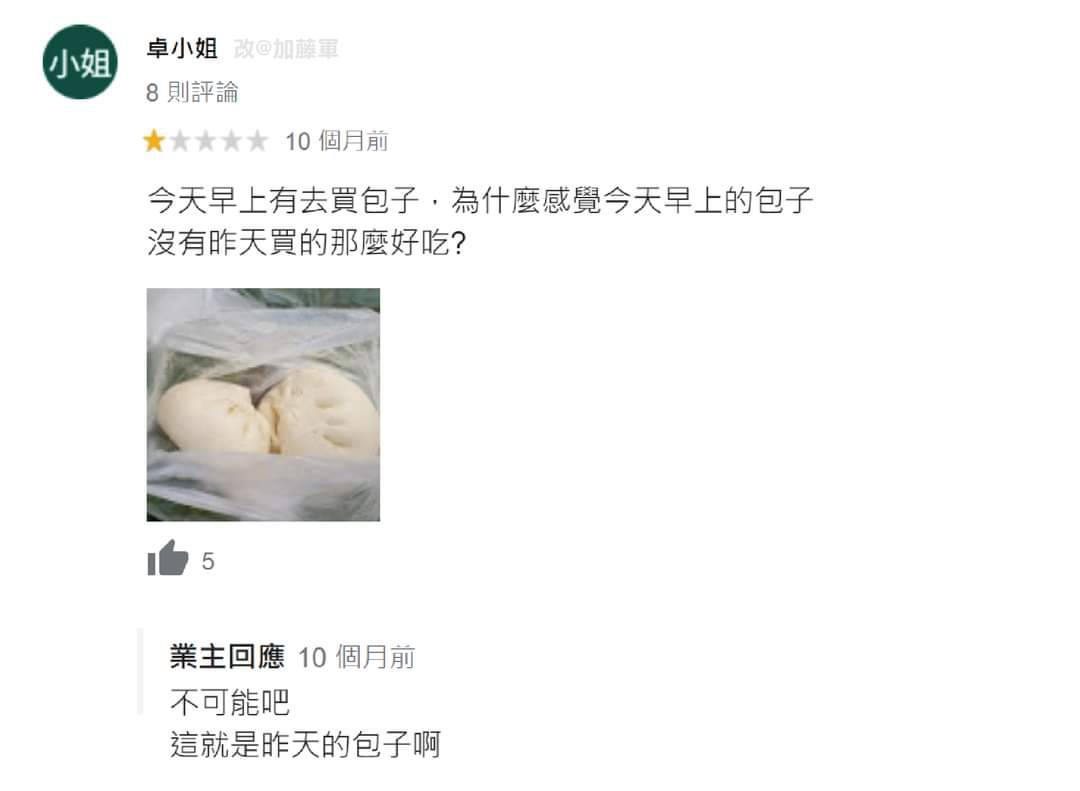 小姐
卓小姐 改@加藤軍
8 則評論
10 個月前
今天早上有去買包子，為什麼感覺今天早上的包子
沒有昨天買的那麼好吃?
5
業主回應 10 個月前
不可能吧
這就是昨天的包子啊